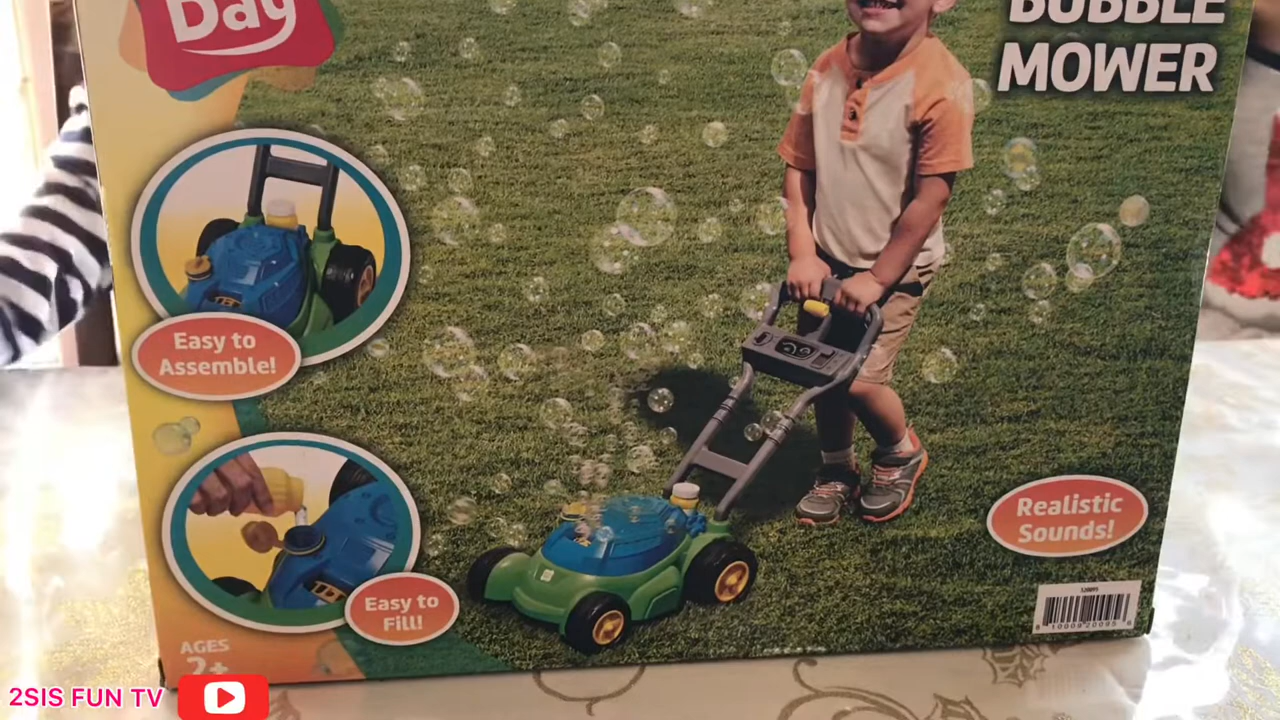 Day
BUBBLE
MOWER
Easy to
Assemble!
Easy to
Fill!
Realistic
Sounds!
AGES
2+
2SIS FUN TV